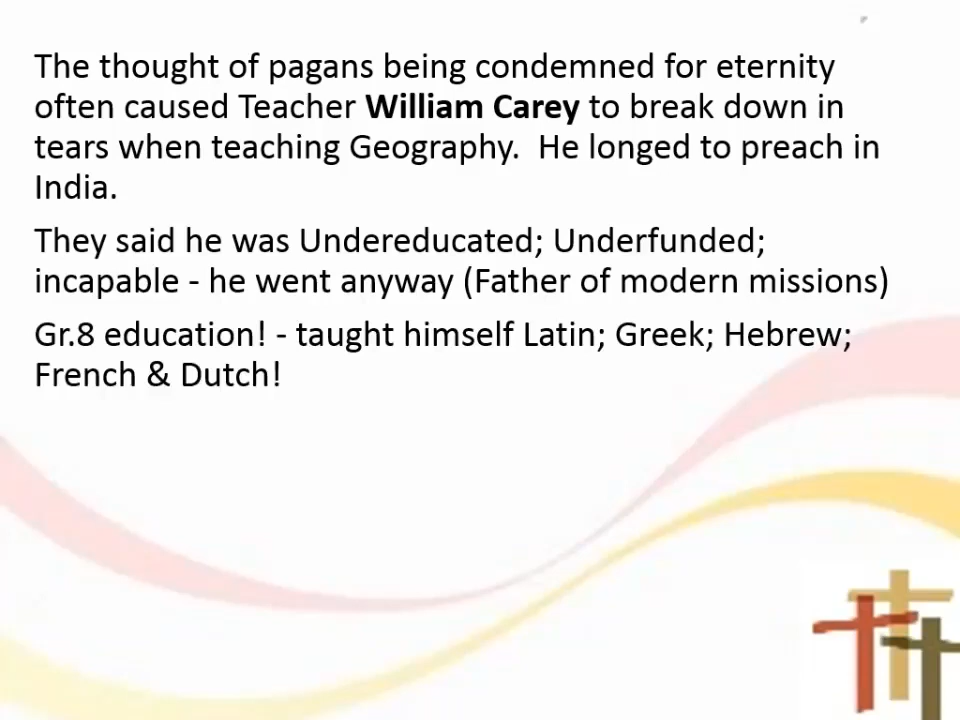 The thought of pagans being condemned for eternity
often caused Teacher William Carey to break down in
tears when teaching Geography.  He longed to preach in
India.
They said he was Undereducated; Underfunded;
incapable - he went anyway (Father of modern missions)
Gr.8 education! - taught himself Latin; Greek; Hebrew;
French & Dutch!